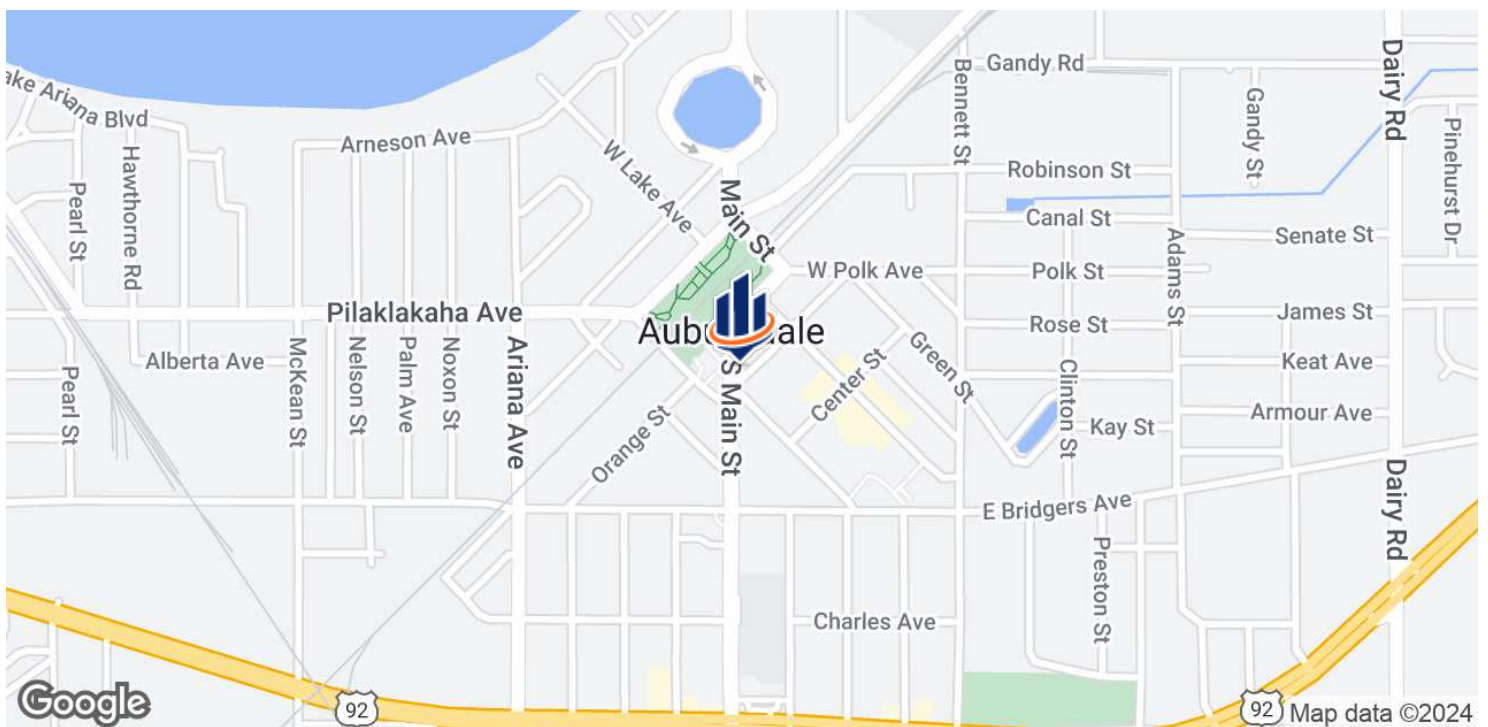 Gandy Rd
Dairy Rd
Bennett St
Lake Ariana Blvd
Arneson Ave
Hawthorne Rd
Pearl St
W Lake Ave
Main St
Robinson St
Gandy St
Pinehurst Dr
Canal St
Senate St
Adams St
W Polk Ave
Polk St
Pilaklakaha Ave
Rose St
James St
Alberta Ave
McKean St
Nelson St
Palm Ave
Noxon St
Ariana Ave
Center St
Green St
Clinton St
Keat Ave
Pearl St
S Main St
Orange St
Armour Ave
Kay St
E Bridgers Ave
Dairy Rd
Preston St
Charles Ave
Google
92
92
Map data ©2024